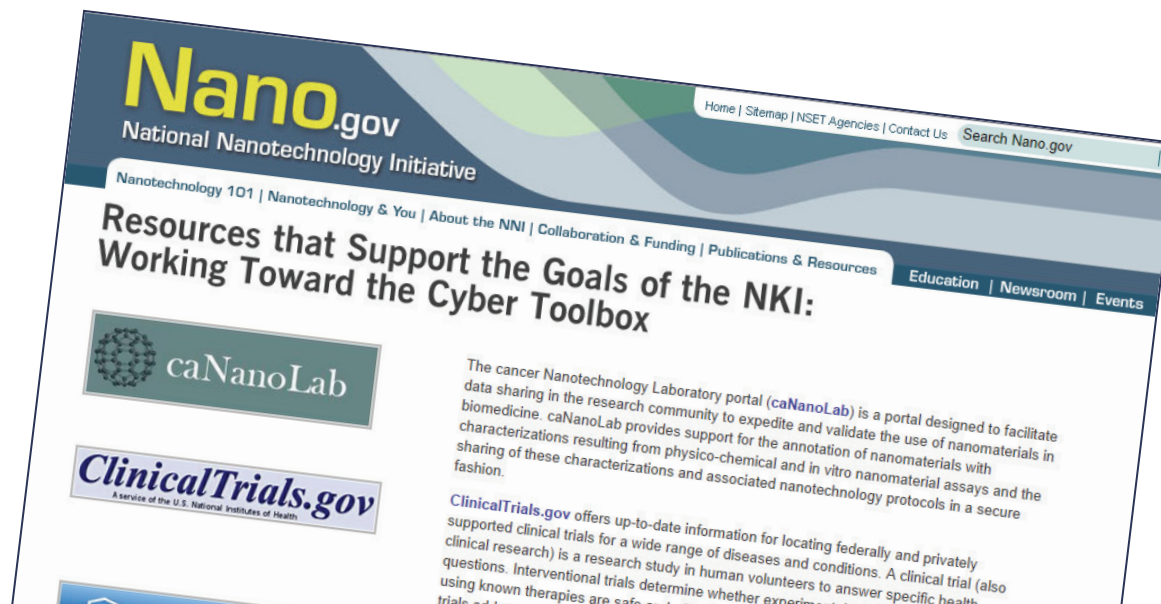 Nano.gov
National Nanotechnology Initiative
Home | Sitemap | NSET Agencies | Contact Us
Search Nano.gov
Nanotechnology 101 | Nanotechnology & You | About the NNI | Collaboration & Funding | Publications & Resources
Education | Newsroom | Events
Resources that Support the Goals of the NKI:
Working Toward the Cyber Toolbox
caNanoLab
The cancer Nanotechnology Laboratory portal (caNanoLab) is a portal designed to facilitate
data sharing in the research community to expedite and validate the use of nanomaterials in
biomedicine. caNanoLab provides support for the annotation of nanomaterials with
characterizations resulting from physico-chemical and in vitro nanomaterial assays and the
sharing of these characterizations and associated nanotechnology protocols in a secure
fashion.
ClinicalTrials.gov
A service of the U.S. National Institutes of Health
ClinicalTrials.gov offers up-to-date information for locating federally and privately
supported clinical trials for a wide range of diseases and conditions. A clinical trial (also
clinical research) is a research study in human volunteers to answer specific health
questions. Interventional trials determine whether
using known therapies are safe
trials